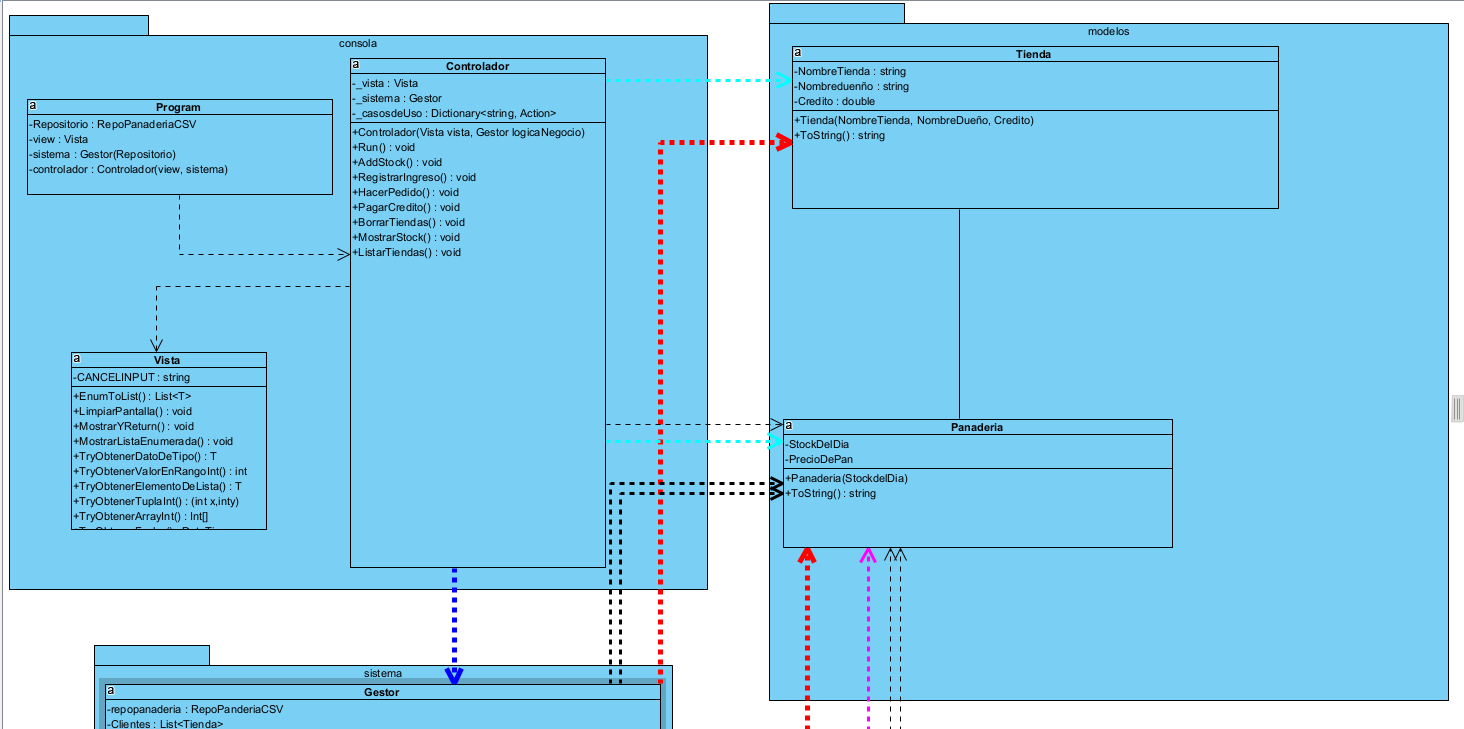 consola
a
Controlador
-_vista : Vista
-_sistema : Gestor
-_casosdeUso : Dictionary<string, Action>
+Controlador(Vista vista, Gestor logicaNegocio)
+Run() : void
+AddStock() : void
+RegistrarIngreso() : void
+HacerPedido() : void
+PagarCredito() : void
+BorrarTiendas() : void
+MostrarStock() : void
+ListarTiendas() : void
a
Program
-Repositorio : RepoPanaderiaCSV
-view : Vista
-sistema : Gestor(Repositorio)
-controlador : Controlador(view, sistema)
a
Vista
-CANCELINPUT : string
+EnumToList() : List<T>
+LimpiarPantalla() : void
+MostrarYReturn() : void
+MostrarListaEnumerada() : void
+TryObtenerDatoDeTipo() : T
+TryObtenerValorEnRangoInt() : int
+TryObtenerElementoDeLista() : T
+TryObtenerTuplaInt() : (int x,inty)
+TryObtenerArrayInt() : Int[]
modelos
a
Tienda
-NombreTienda : string
-Nombreduenño : string
-Credito : double
+Tienda(NombreTienda, NombreDueño, Credito)
+ToString() : string
a
Panaderia
-StockDelDia
-PrecioDePan
+Panaderia(StockdelDia)
+ToString() : string
sistema
a
Gestor
-repopanaderia : RepoPanderiaCSV
-Clientes : List<Tienda>